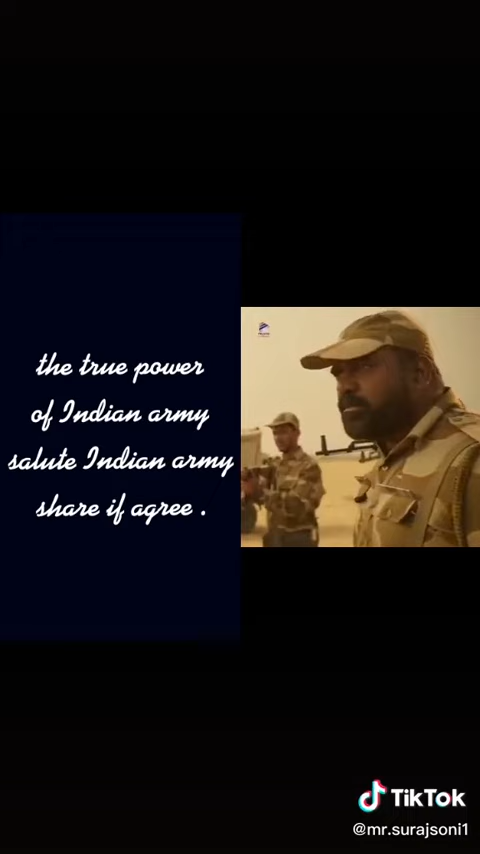 the true power
of Indian army
salute Indian army
share if agree .
TikTok
@mr.surajsoni1